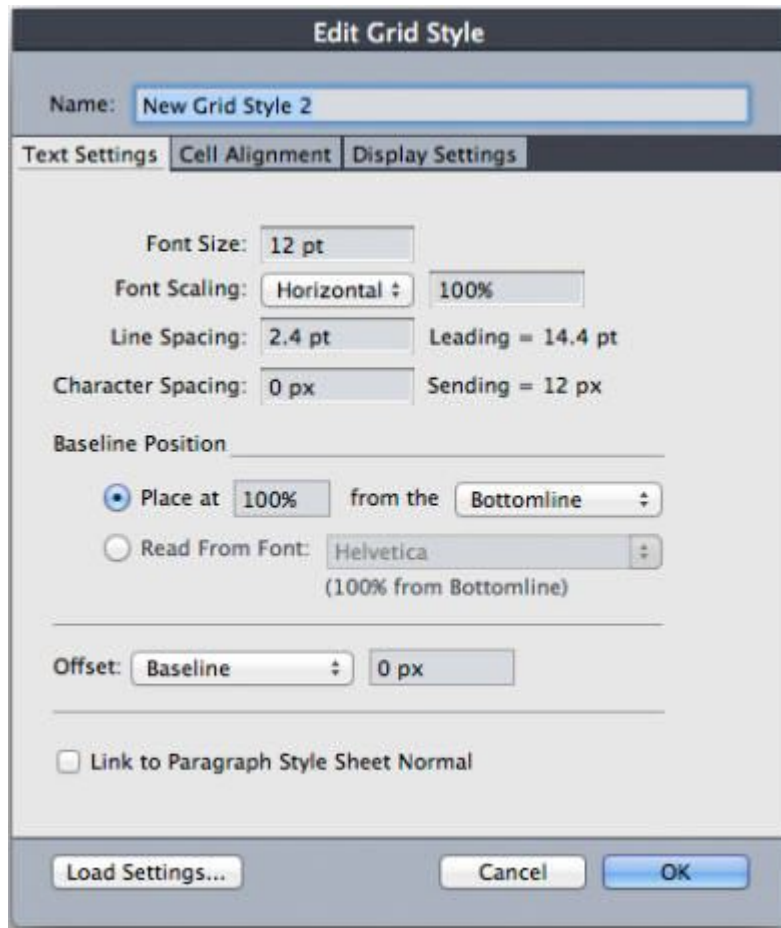 Edit Grid Style
Name: New Grid Style 2
Text Settings Cell Alignment Display Settings
Font Size: 12 pt
Font Scaling: Horizontal 100%
Line Spacing: 2.4 pt Leading = 14.4 pt
Character Spacing: 0 px Sending = 12 px
Baseline Position
Place at 100% from the Bottomline
Read From Font: Helvetica
(100% from Bottomline)
Offset: Baseline 0 px
Link to Paragraph Style Sheet Normal
Load Settings... Cancel OK